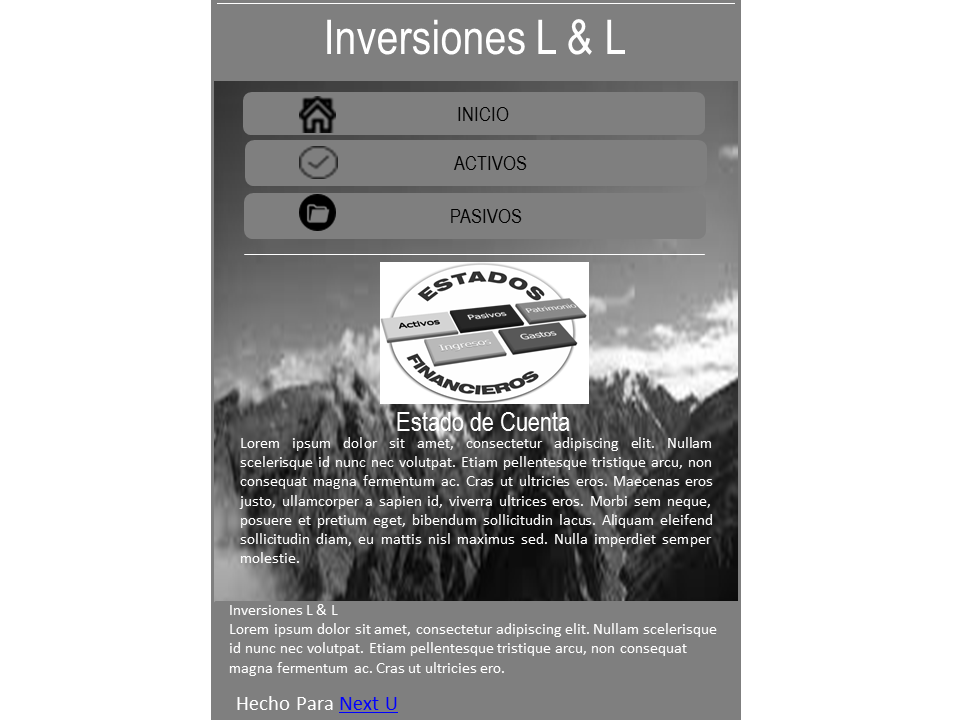 Inversiones L & L
INICIO
ACTIVOS
PASIVOS
ESTADOS
Activos Pasivos Patrimonio
Ingresos Gastos
FINANCIEROS
Estado de Cuenta
Lorem ipsum dolor sit amet, consectetur adipiscing elit. Nullam
scelerisque id nunc nec volutpat. Etiam pellentesque tristique arcu, non
consequat magna fermentum ac. Cras ut ultricies eros. Maecenas eros
justo, ullamcorper a sapien id, viverra ultrices eros. Morbi sem neque,
posuere et pretium eget, bibendum sollicitudin lacus. Aliquam eleifend
sollicitudin diam, eu mattis nisl maximus sed. Nulla imperdiet semper
molestie.
Inversiones L & L
Lorem ipsum dolor sit amet, consectetur adipiscing elit. Nullam scelerisque
id nunc nec volutpat. Etiam pellentesque tristique arcu, non consequat
magna fermentum ac. Cras ut ultricies ero.
Hecho Para Next U